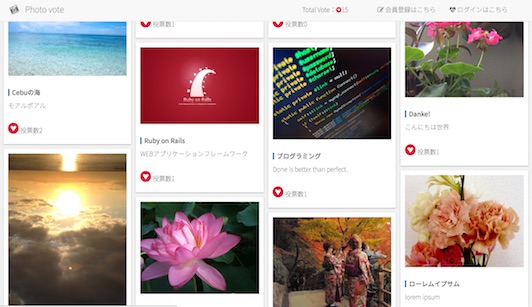 Photo vote
Total Vote : 15
会員登録はこちら
ログインはこちら
Cebuの海
モアルボアル
投票数2
投票数1
Ruby on Rails
Ruby on Rails
WEBアプリケーションフレームワーク
投票数1
投票数0
プログラミング
Done is better than perfect.
投票数1
Danke!
こんにちは世界
投票数1
ローレムイプサム
lorem ipsum